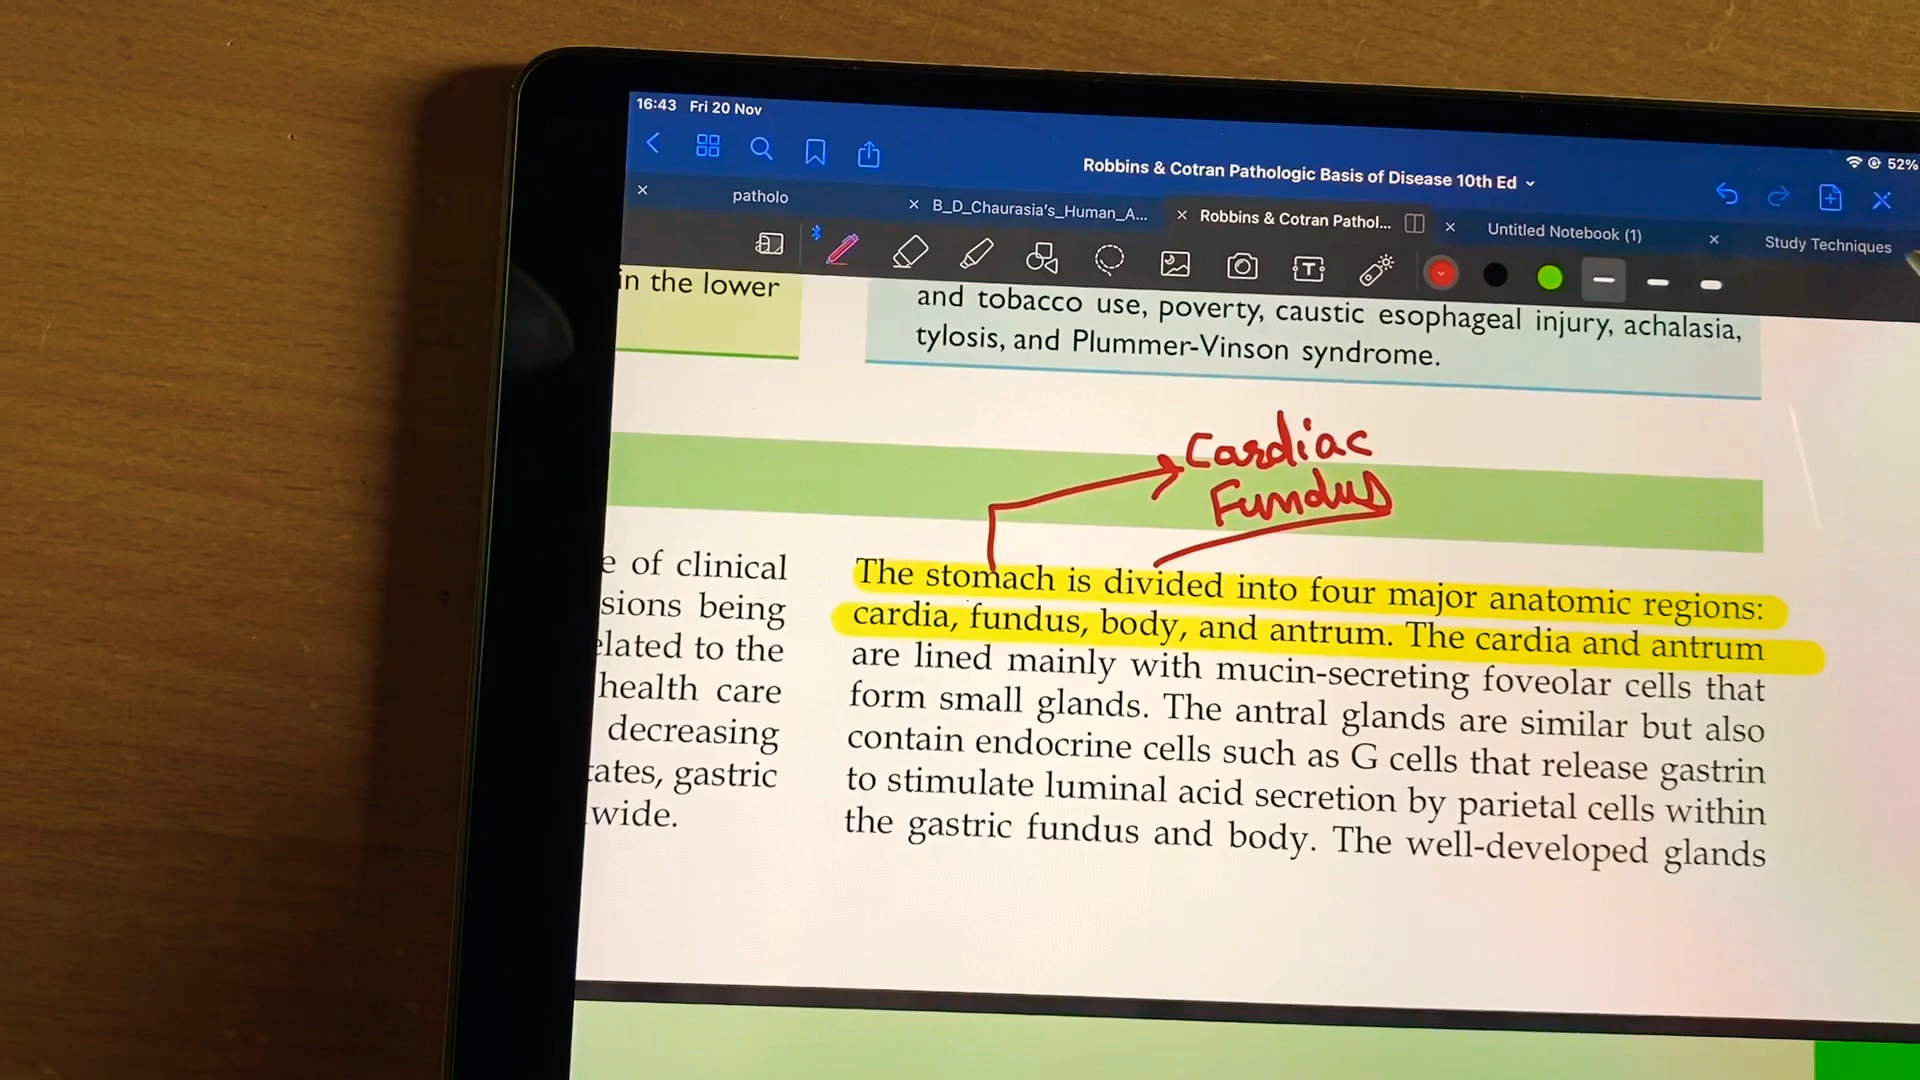 16:43 Fri 20 Nov
52%
Robbins & Cotran Pathologic Basis of Disease 10th Ed
patholo
B_D_Chaurasia's_Human_A...
Robbins & Cotran Pathol...
Untitled Notebook (1)
Study Techniques
in the lower
and tobacco use, poverty, caustic esophageal injury, achalasia,
tylosis, and Plummer-Vinson syndrome.
Cardiac
Fundus
of clinical
being
to the
health care
decreasing
gastric
wide.
The stomach is divided into four major anatomic regions:
cardia, fundus, body, and antrum. The cardia and antrum
are lined mainly with mucin-secreting foveolar cells that
form small glands. The antral glands are similar but also
contain endocrine cells such as G cells that release gastrin
to stimulate luminal acid secretion by parietal cells within
the gastric fundus and body. The well-developed glands